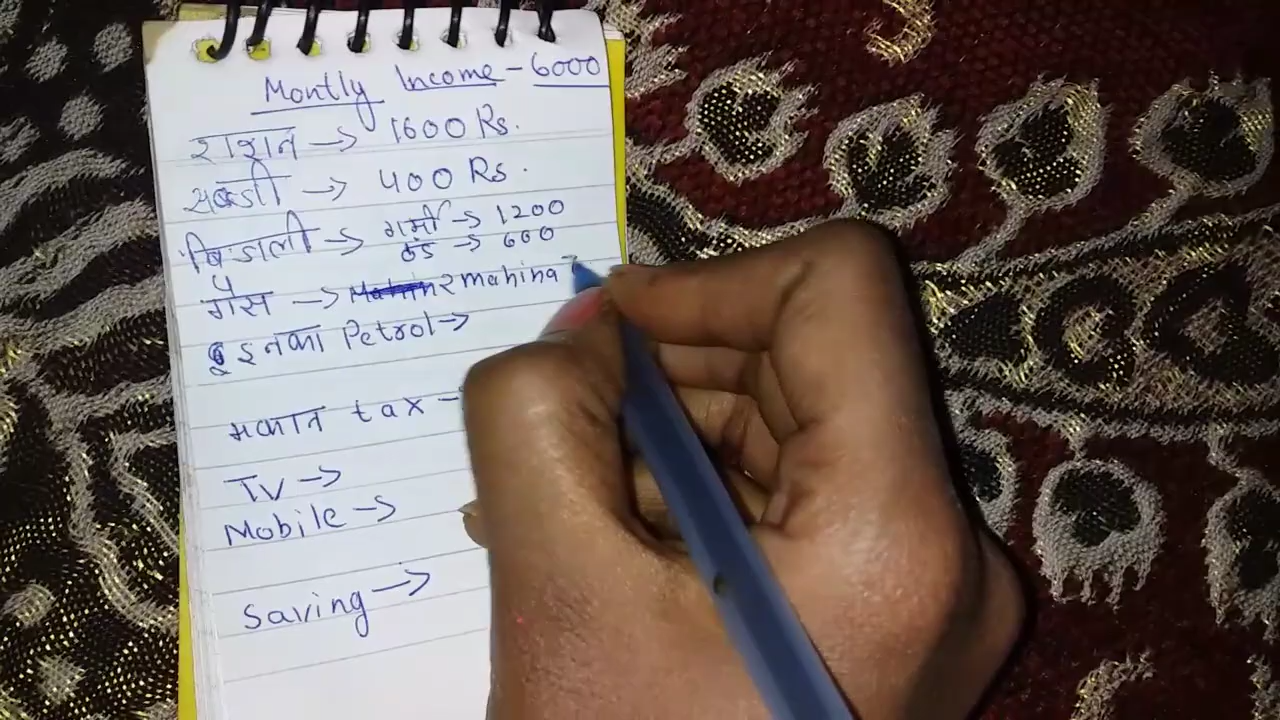 Montly Income - 6000
राशन → 1600 Rs.
सब्जी → 400 Rs.
बिजली → गर्मी → 1200
ठंड → 600
गैस → 2 mahina
इनका Petrol →
मकान tax -
TV →
Mobile →
Saving →